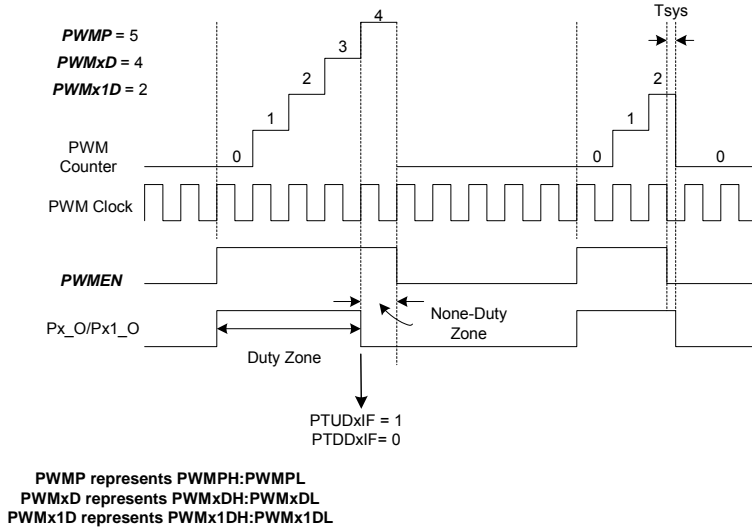 PWMP = 5
PWMxD = 4
PWMx1D = 2
Tsys
4
3
2
1
0
2
1
0
0
PWM
Counter
PWM Clock
PWMEN
Px_O/Px1_O
Duty Zone
None-Duty
Zone
PTUDxIF = 1
PTDDxIF= 0
PWMP represents PWMPH:PWMPL
PWMxD represents PWMxDH:PWMxDL
PWMx1D represents PWMx1DH:PWMx1DL